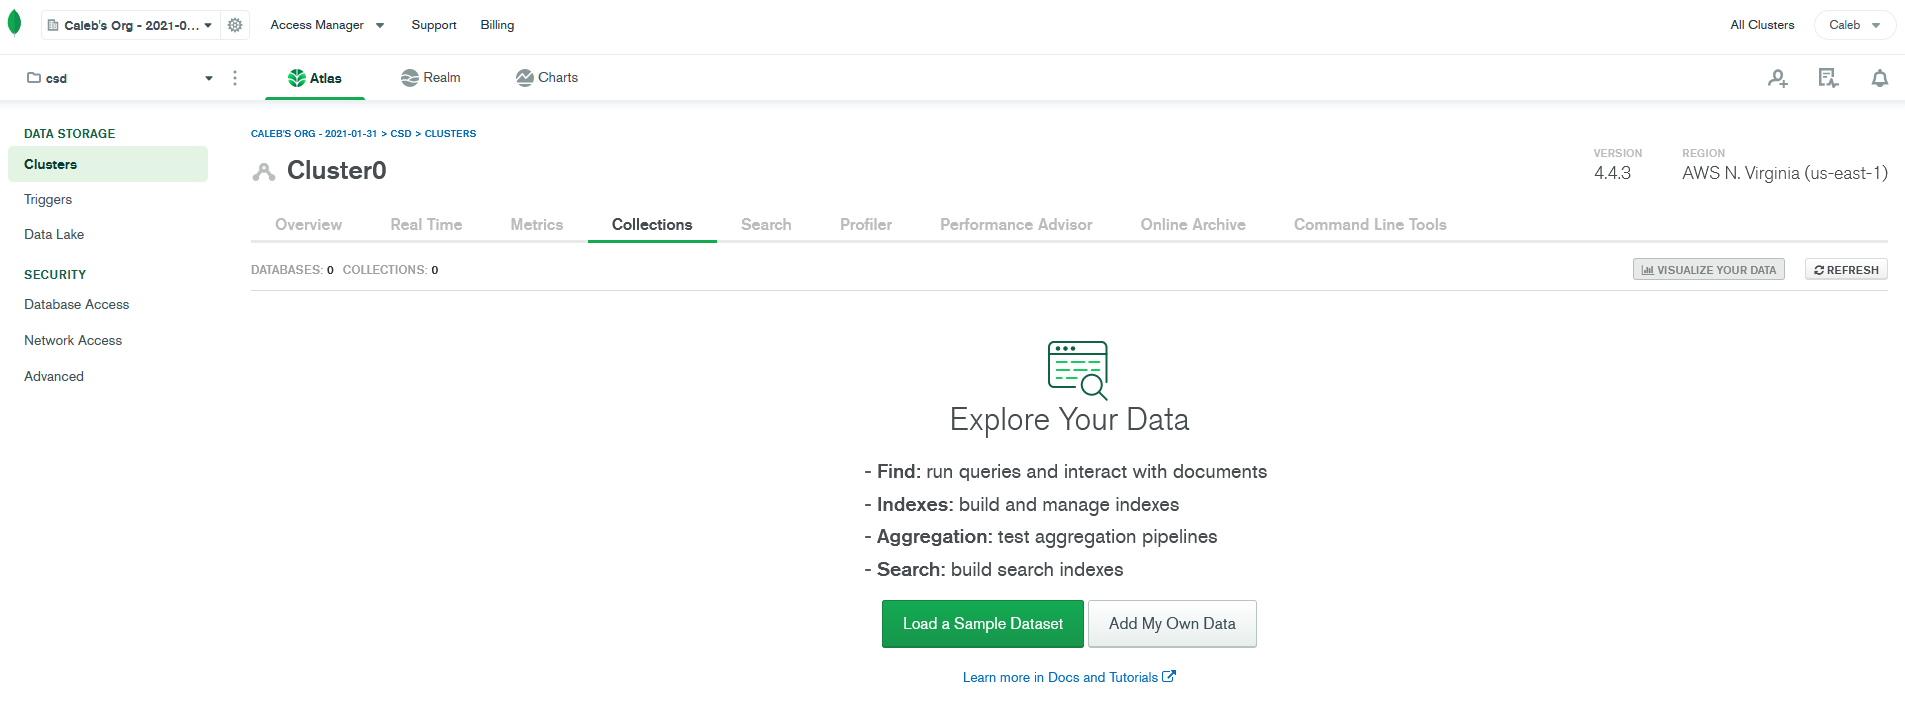 Caleb's Org - 2021-0... Access Manager Support Billing All Clusters Caleb
csd Atlas Realm Charts
DATA STORAGE
Clusters
Triggers
Data Lake
SECURITY
Database Access
Network Access
Advanced
CALEB'S ORG - 2021-01-31 > CSD > CLUSTERS
Cluster0
VERSION
4.4.3
REGION
AWS N. Virginia (us-east-1)
Overview Real Time Metrics Collections Search Profiler Performance Advisor Online Archive Command Line Tools
DATABASES: 0 COLLECTIONS: 0 VISUALIZE YOUR DATA REFRESH
Explore Your Data
- Find: run queries and interact with documents
- Indexes: build and manage indexes
- Aggregation: test aggregation pipelines
- Search: build search indexes
Load a Sample Dataset Add My Own Data
Learn more in Docs and Tutorials